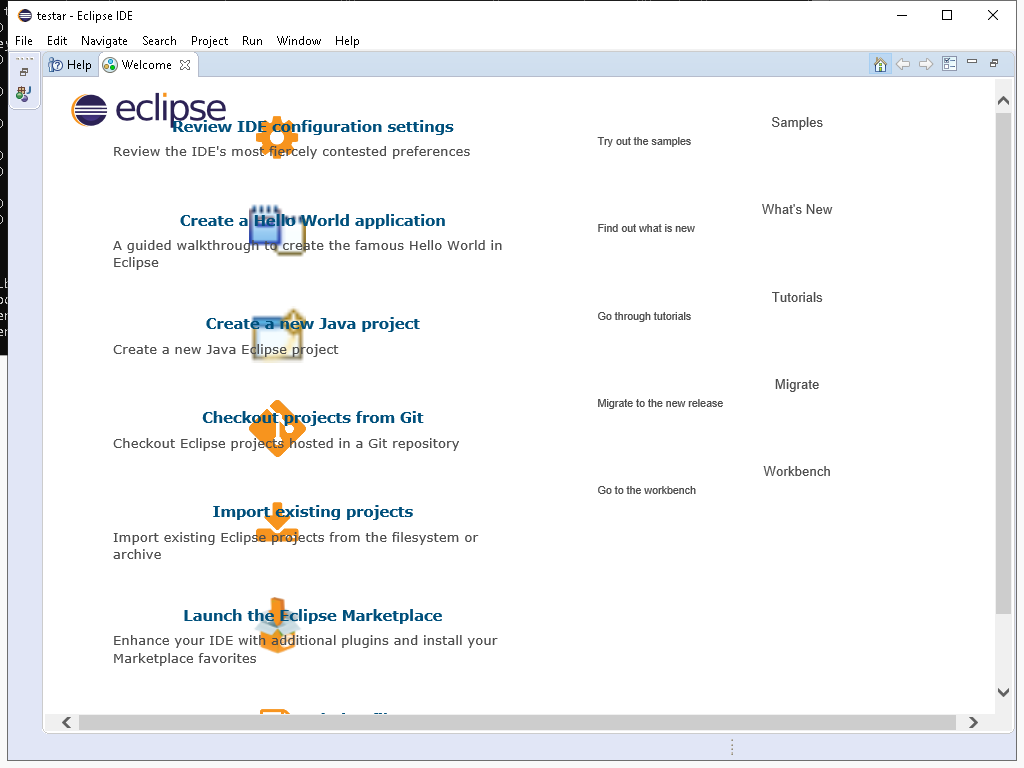 testar - Eclipse IDE
File Edit Navigate Search Project Run Window Help
Help Welcome
eclipse
Review IDE configuration settings
Review the IDE's most fiercely contested preferences
Create a Hello World application
A guided walkthrough to create the famous Hello World in
Eclipse
Create a new Java project
Create a new Java Eclipse project
Checkout projects from Git
Checkout Eclipse projects hosted in a Git repository
Import existing projects
Import existing Eclipse projects from the filesystem or
archive
Launch the Eclipse Marketplace
Enhance your IDE with additional plugins and install your
Marketplace favorites
Samples
Try out the samples
What's New
Find out what is new
Tutorials
Go through tutorials
Migrate
Migrate to the new release
Workbench
Go to the workbench